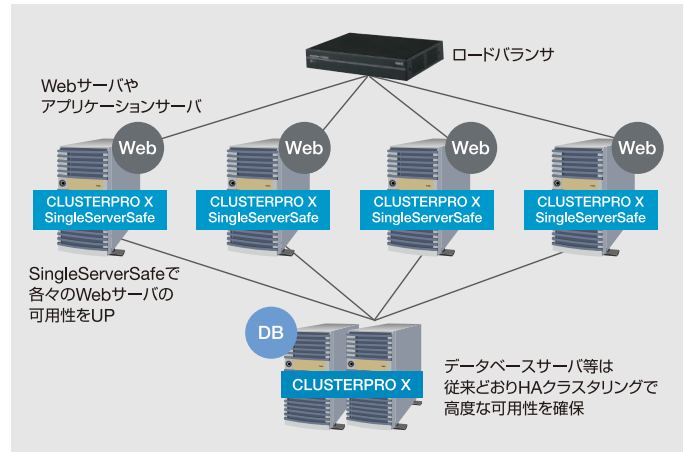 ロードバランサ
Webサーバや
アプリケーションサーバ
Web
Web
Web
Web
CLUSTERPRO X
SingleServerSafe
CLUSTERPRO X
SingleServerSafe
CLUSTERPRO X
SingleServerSafe
CLUSTERPRO X
SingleServerSafe
SingleServerSafeで
各々のWebサーバの
可用性をUP
DB
CLUSTERPRO X
データベースサーバ等は
従来どおりHAクラスタリングで
高度な可用性を確保